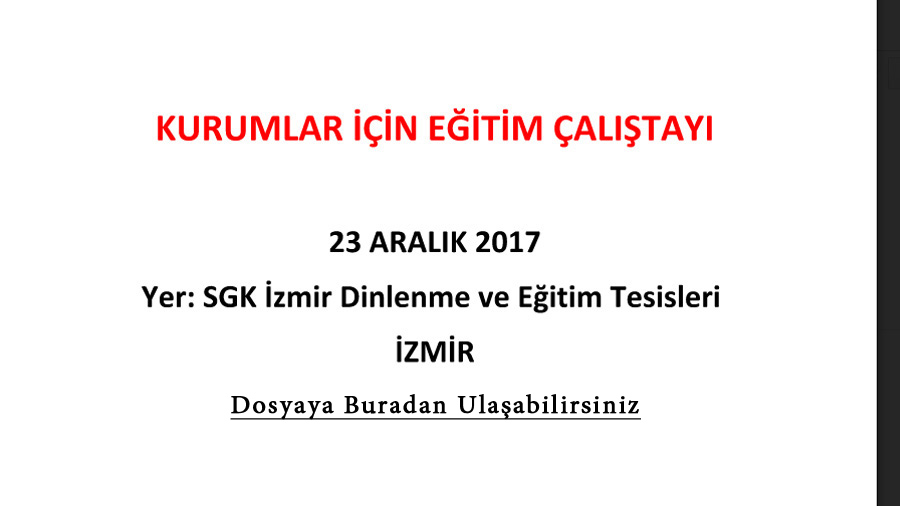 KURUMLAR İÇİN EĞİTİM ÇALIŞTAYI
23 ARALIK 2017
Yer: SGK İzmir Dinlenme ve Eğitim Tesisleri
İZMİR
Dosyaya Buradan Ulaşabilirsiniz